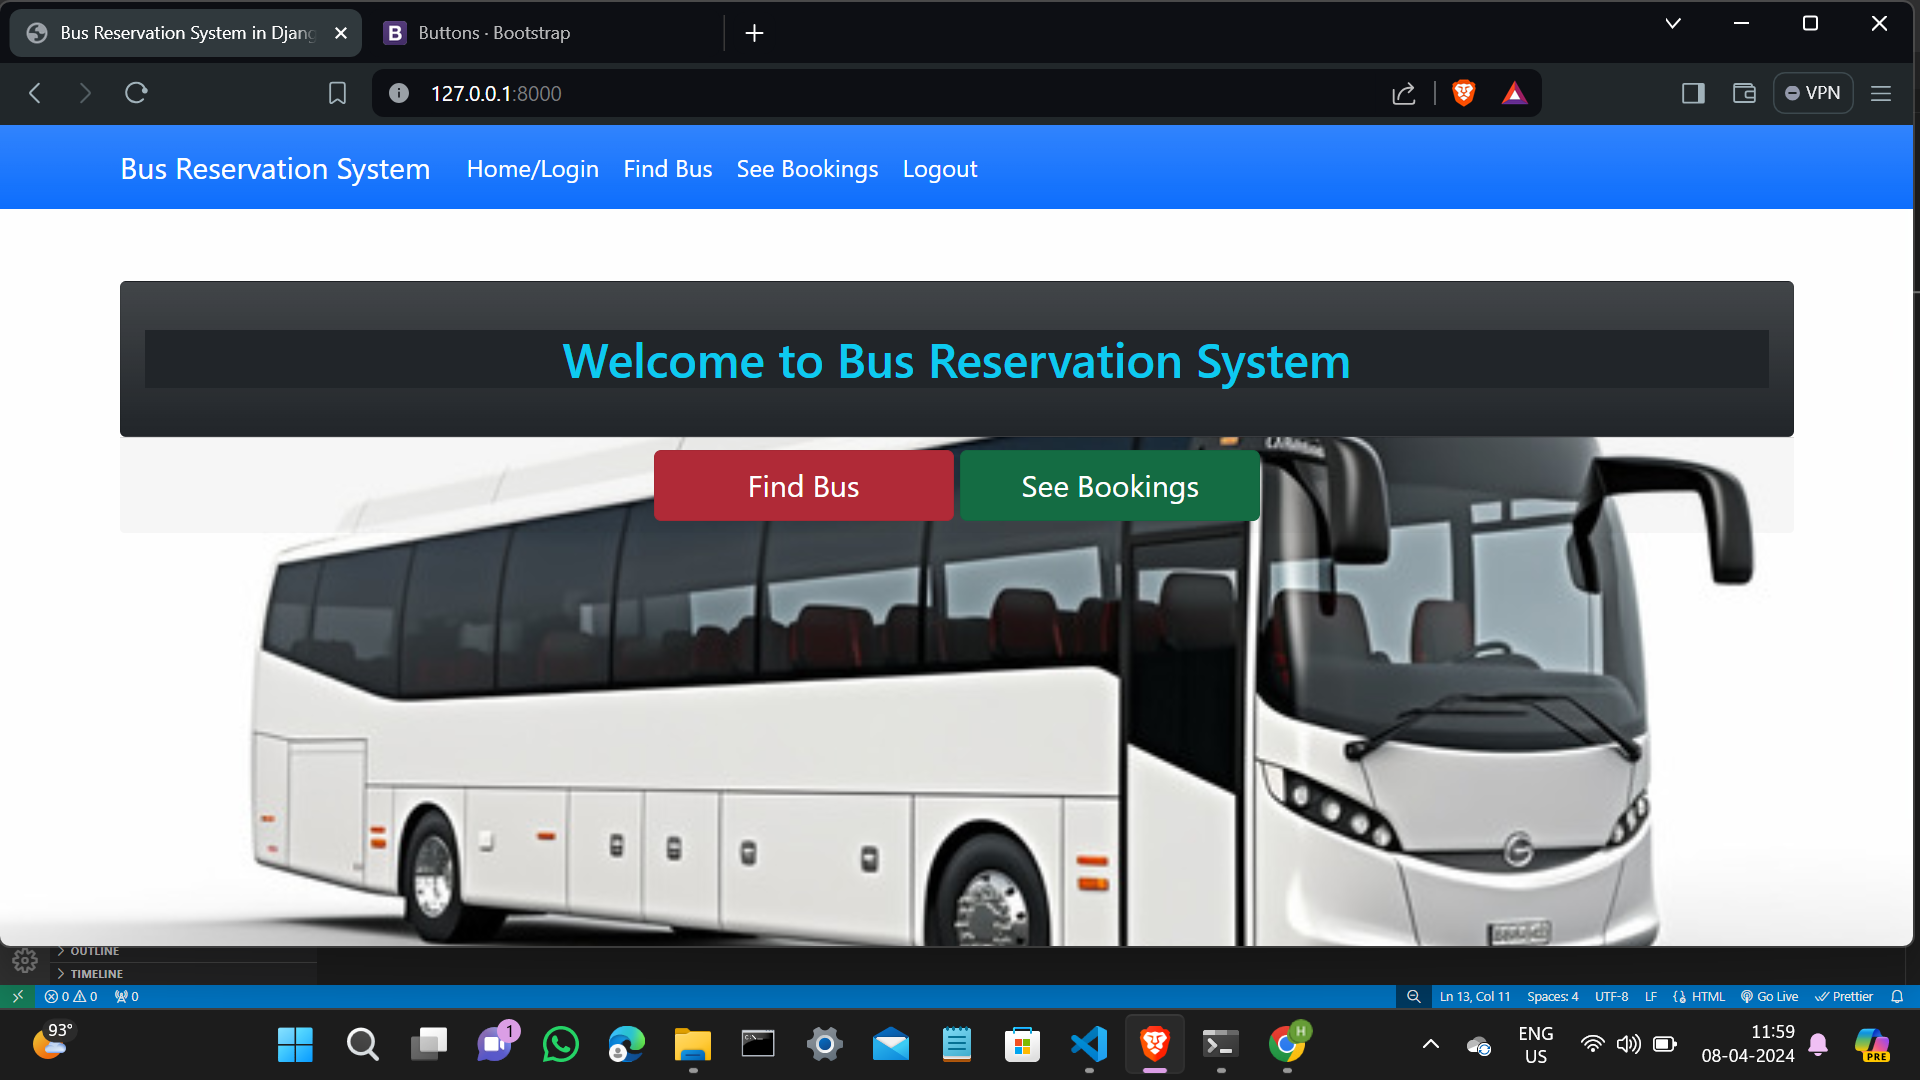 Bus Reservation System in Djang
Buttons · Bootstrap
127.0.0.1:8000
VPN
Bus Reservation System
Home/Login
Find Bus
See Bookings
Logout
Welcome to Bus Reservation System
Find Bus
See Bookings
OUTLINE
TIMELINE
0 0 0
Ln 13, Col 11
Spaces: 4
UTF-8
LF
HTML
Go Live
Prettier
93°
1
H
ENG
US
11:59
08-04-2024
PRE